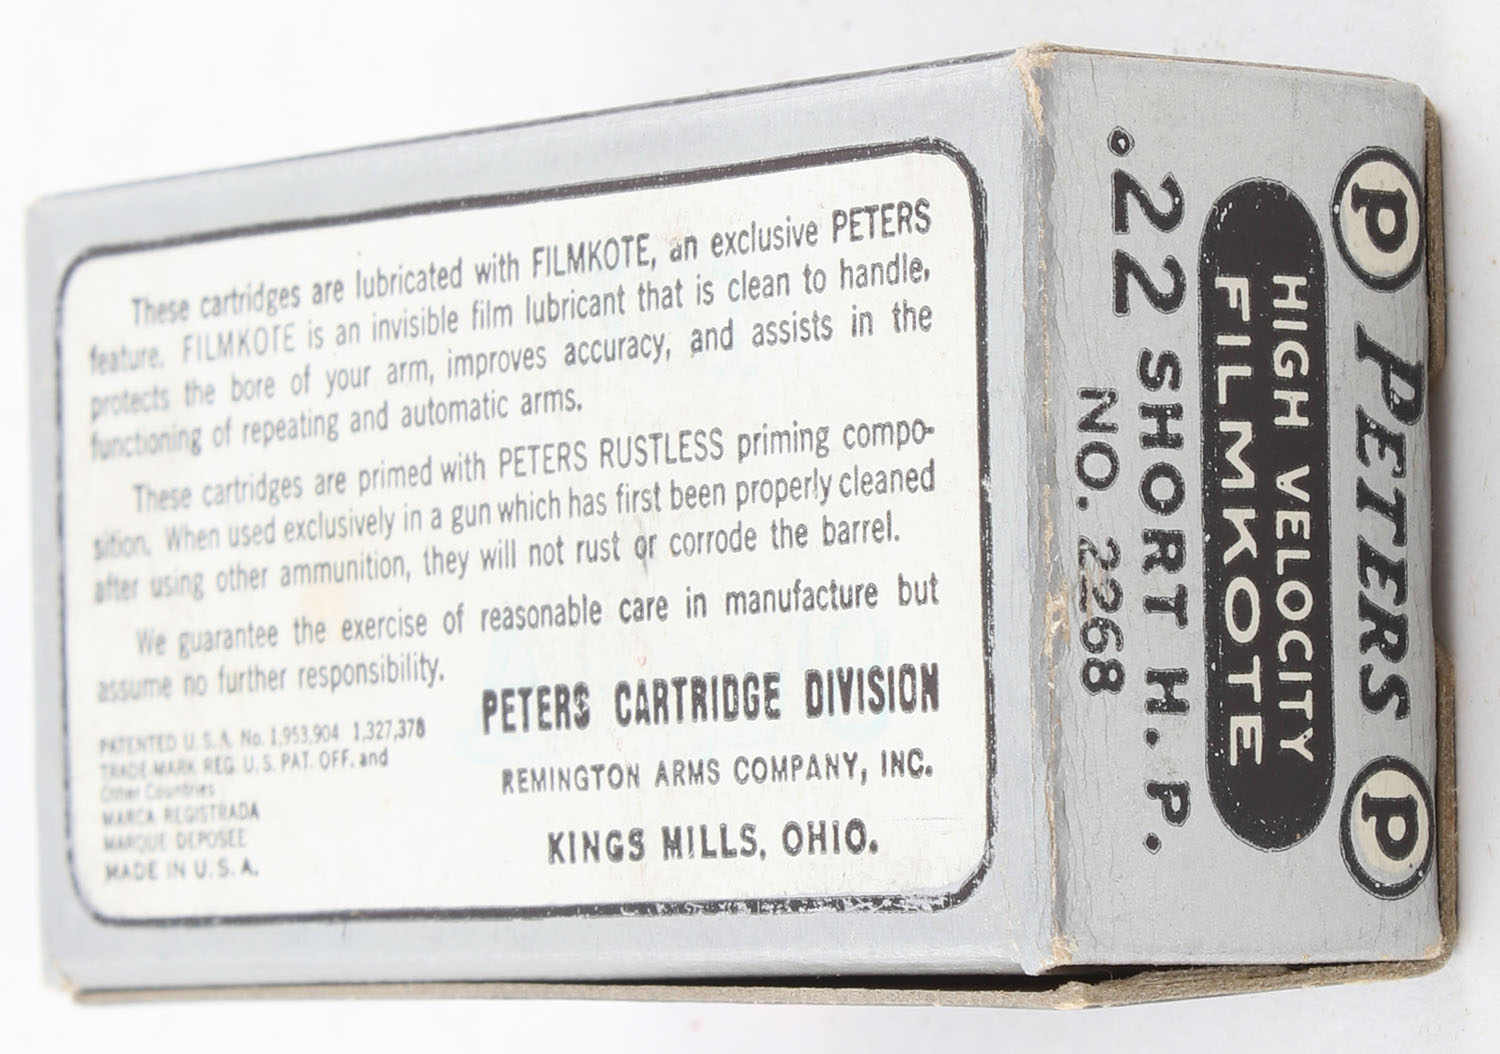 These cartridges are lubricated with FILMKOTE, an exclusive PETERS
feature. FILMKOTE is an invisible film lubricant that is clean to handle,
protects the bore of your arm, improves accuracy, and assists in the
functioning of repeating and automatic arms.
These cartridges are primed with PETERS RUSTLESS priming compo-
sition. When used exclusively in a gun which has first been properly cleaned
after using other ammunition, they will not rust or corrode the barrel.
We guarantee the exercise of reasonable care in manufacture but
assume no further responsibility.
PATENTED U.S.A. No. 1,953,904 1,327,378
TRADE-MARK REG. U.S. PAT. OFF. and
Other Countries
MARCA REGISTRADA
MARQUE DEPOSEE
MADE IN U.S.A.
PETERS CARTRIDGE DIVISION
REMINGTON ARMS COMPANY, INC.
KINGS MILLS, OHIO.
P PETERS P
HIGH VELOCITY
FILMKOTE
.22 SHORT H. P.
NO. 2268